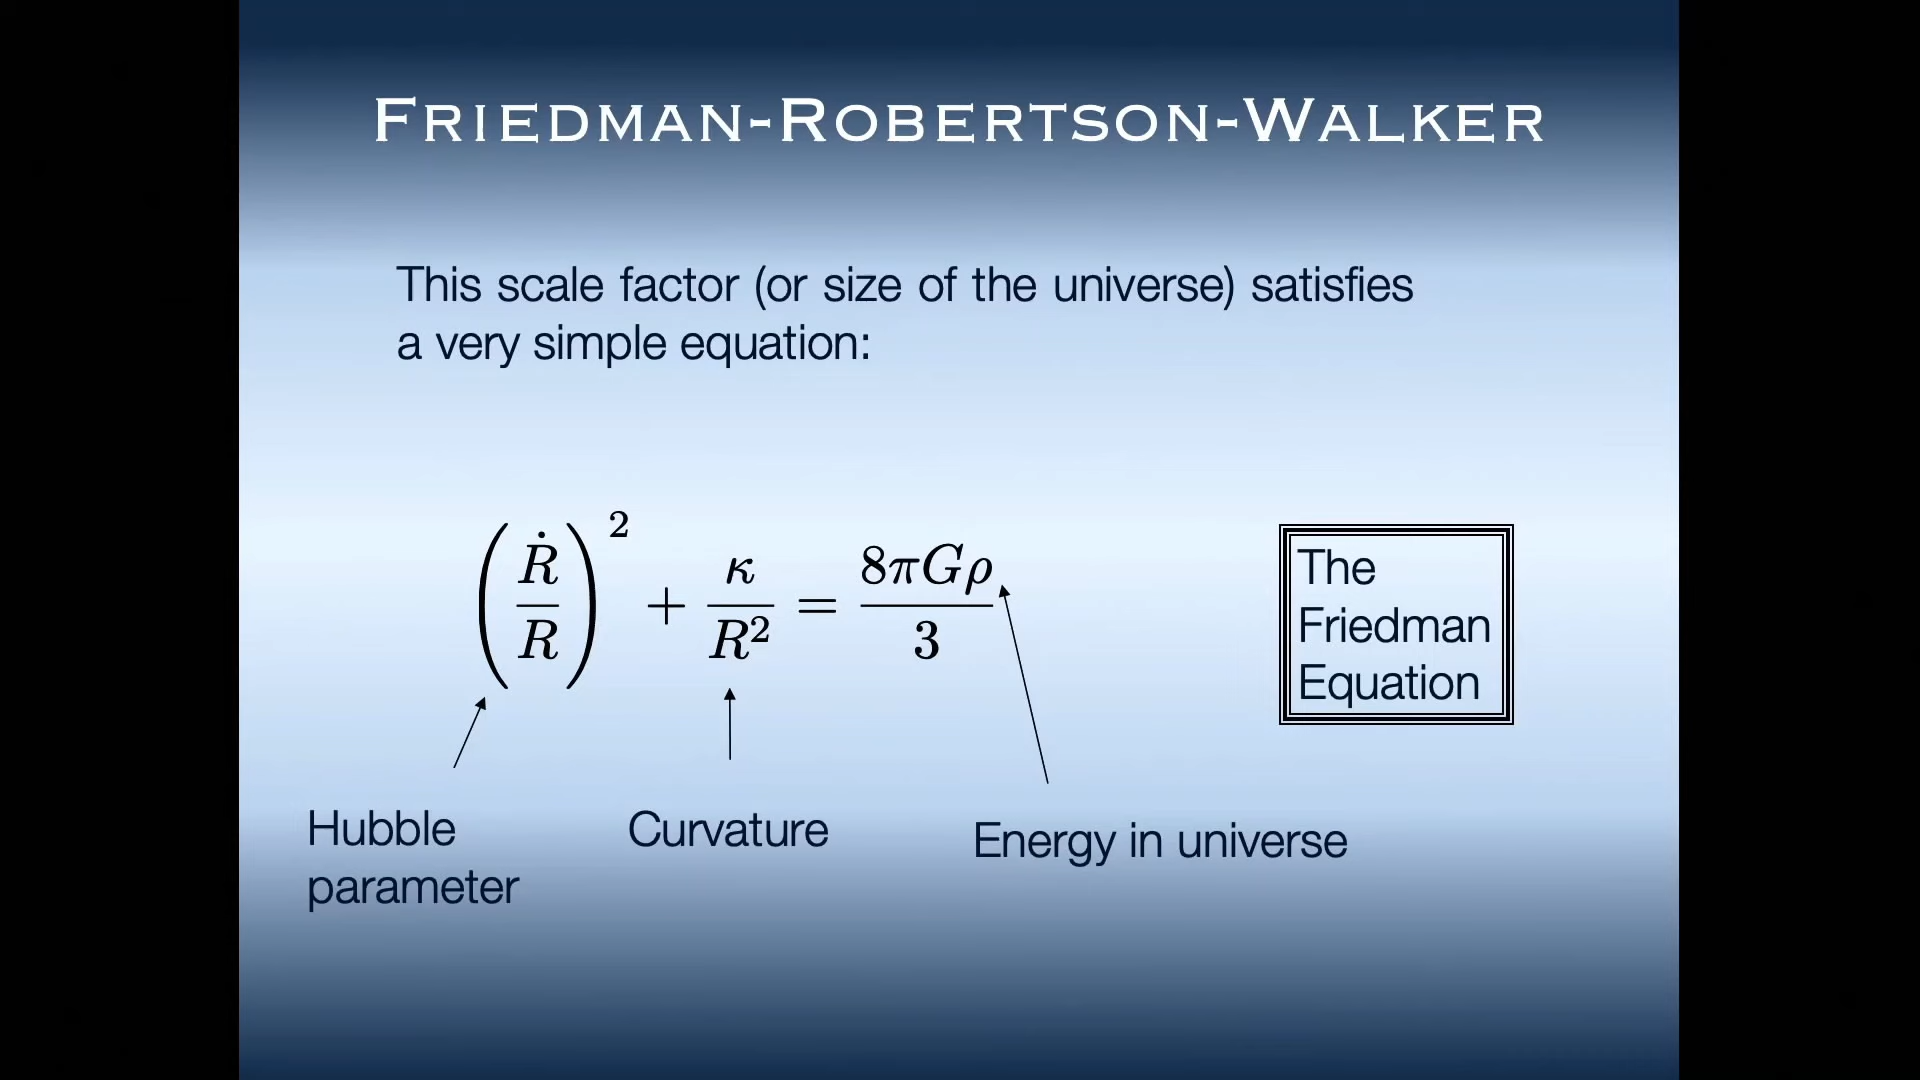 FRIEDMAN-ROBERTSON-WALKER
This scale factor (or size of the universe) satisfies
a very simple equation:
(Ṙ/R)² + κ/R² = 8πGρ/3
The
Friedman
Equation
Hubble
parameter
Curvature
Energy in universe